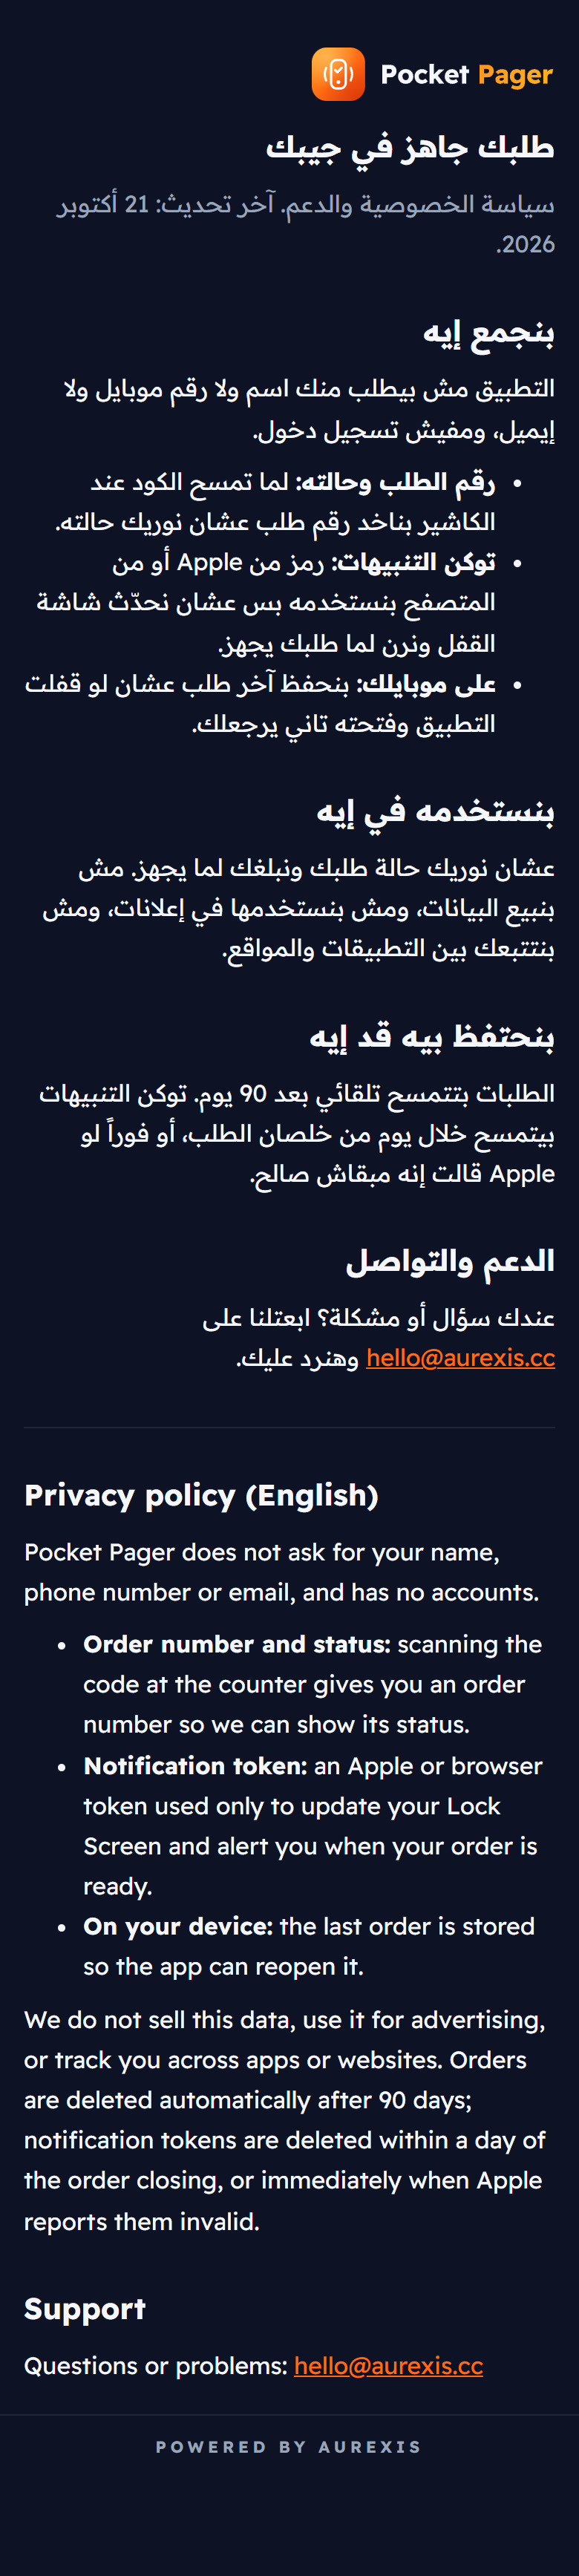 Pocket Pager
طلبك جاهز في جيبك
سياسة الخصوصية والدعم. آخر تحديث: 21 أكتوبر
2026.
بنجمع إيه
التطبيق مش بيطلب منك اسم ولا رقم موبايل ولا
إيميل، ومفيش تسجيل دخول.
• رقم الطلب وحالته: لما تمسح الكود عند
الكاشير بناخد رقم طلب عشان نوريك حالته.
• توكن التنبيهات: رمز من Apple أو من
المتصفح بنستخدمه بس عشان نحدّث شاشة
القفل ونرن لما طلبك يجهز.
• على موبايلك: بنحفظ آخر طلب عشان لو قفلت
التطبيق وفتحته تاني يرجعلك.
بنستخدمه في إيه
عشان نوريك حالة طلبك ونبلغك لما يجهز. مش
بنبيع البيانات، ومش بنستخدمها في إعلانات، ومش
بنتتبعك بين التطبيقات والمواقع.
بنحتفظ بيه قد إيه
الطلبات بتتمسح تلقائي بعد 90 يوم. توكن التنبيهات
بيتمسح خلال يوم من خلصان الطلب، أو فوراً لو
Apple قالت إنه مبقاش صالح.
الدعم والتواصل
عندك سؤال أو مشكلة؟ ابعتلنا على
hello@aurexis.cc وهنرد عليك.
Privacy policy (English)
Pocket Pager does not ask for your name,
phone number or email, and has no accounts.
• Order number and status: scanning the
code at the counter gives you an order
number so we can show its status.
• Notification token: an Apple or browser
token used only to update your Lock
Screen and alert you when your order is
ready.
• On your device: the last order is stored
so the app can reopen it.
We do not sell this data, use it for advertising,
or track you across apps or websites. Orders
are deleted automatically after 90 days;
notification tokens are deleted within a day of
the order closing, or immediately when Apple
reports them invalid.
Support
Questions or problems: hello@aurexis.cc
POWERED BY AUREXIS